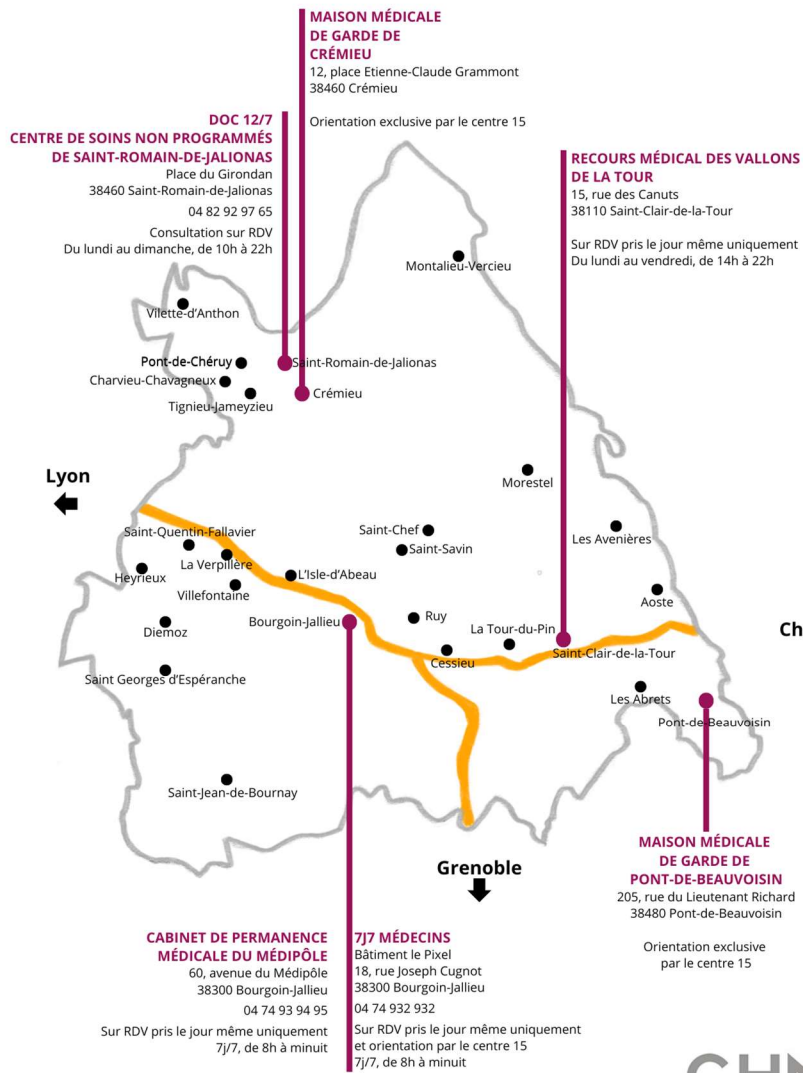 MAISON MÉDICALE
DE GARDE DE
CRÉMIEU
12, place Etienne-Claude Grammont
38460 Crémieu
Orientation exclusive par le centre 15
DOC 12/7
CENTRE DE SOINS NON PROGRAMMÉS
DE SAINT-ROMAIN-DE-JALIONAS
Place du Girondan
38460 Saint-Romain-de-Jalionas
04 82 92 97 65
Consultation sur RDV
Du lundi au dimanche, de 10h à 22h
RECOURS MÉDICAL DES VALLONS
DE LA TOUR
15, rue des Canuts
38110 Saint-Clair-de-la-Tour
Sur RDV pris le jour même uniquement
Du lundi au vendredi, de 14h à 22h
Montalieu-Vercieu
Vilette-d'Anthon
Pont-de-Chéruy
Saint-Romain-de-Jalionas
Charvieu-Chavagneux
Tignieu-Jameyzieu
Crémieu
Lyon
Morestel
Saint-Quentin-Fallavier
Saint-Chef
Les Avenières
Saint-Savin
La Verpillère
Heyrieux
L'Isle-d'Abeau
Villefontaine
Aoste
Bourgoin-Jallieu
Ruy
Diemoz
La Tour-du-Pin
Ch
Cessieu
Saint-Clair-de-la-Tour
Saint Georges d'Espéranche
Les Abrets
Pont-de-Beauvoisin
Saint-Jean-de-Bournay
Grenoble
MAISON MÉDICALE
DE GARDE DE
PONT-DE-BEAUVOISIN
205, rue du Lieutenant Richard
38480 Pont-de-Beauvoisin
Orientation exclusive
par le centre 15
CABINET DE PERMANENCE
MÉDICALE DU MÉDIPÔLE
60, avenue du Médipôle
38300 Bourgoin-Jallieu
04 74 93 94 95
Sur RDV pris le jour même uniquement
7j/7, de 8h à minuit
7J7 MÉDECINS
Bâtiment le Pixel
18, rue Joseph Cugnot
38300 Bourgoin-Jallieu
04 74 932 932
Sur RDV pris le jour même uniquement
et orientation par le centre 15
7j/7, de 8h à minuit